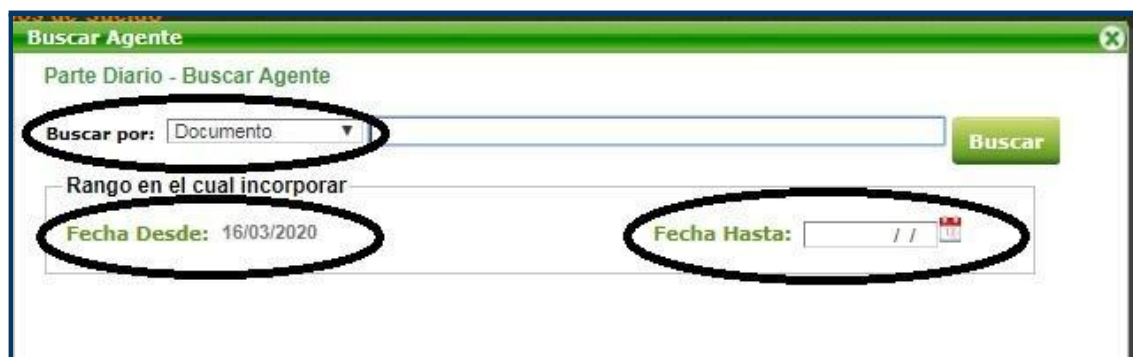 Buscar Agente
Parte Diario - Buscar Agente
Buscar por: Documento
Buscar
Rango en el cual incorporar
Fecha Desde: 16/03/2020 Fecha Hasta: / /